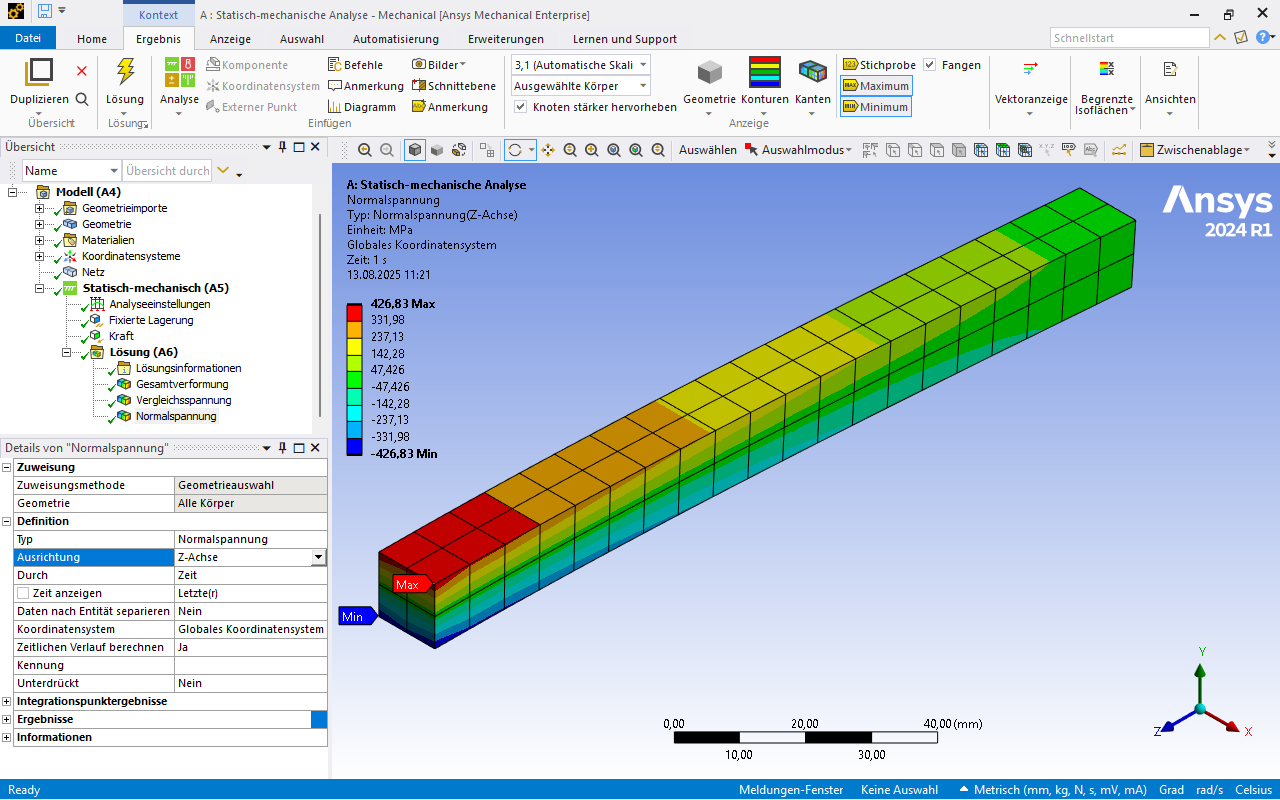 Kontext
A : Statisch-mechanische Analyse - Mechanical [Ansys Mechanical Enterprise]
Datei Home Ergebnis Anzeige Auswahl Automatisierung Erweiterungen Lernen und Support Schnellstart
Duplizieren
Übersicht
Lösung
Lösung
Analyse
Komponente
Koordinatensystem
Externer Punkt
Befehle
Anmerkung
Diagramm
Bilder
Schnittebene
Anmerkung
Einfügen
3,1 (Automatische Skali
Ausgewählte Körper
Knoten stärker hervorheben
Geometrie
Konturen
Kanten
Anzeige
Stichprobe
Fangen
Maximum
Minimum
Vektoranzeige
Begrenzte
Isoflächen
Ansichten
Auswählen Auswahlmodus Zwischenablage
Übersicht
Name Übersicht durch
Modell (A4)
Geometrieimporte
Geometrie
Materialien
Koordinatensysteme
Netz
Statisch-mechanisch (A5)
Analyseeinstellungen
Fixierte Lagerung
Kraft
Lösung (A6)
Lösungsinformationen
Gesamtverformung
Vergleichsspannung
Normalspannung
Details von "Normalspannung"
Zuweisung
Zuweisungsmethode Geometrieauswahl
Geometrie Alle Körper
Definition
Typ Normalspannung
Ausrichtung Z-Achse
Durch Zeit
Zeit anzeigen Letzte(r)
Daten nach Entität separieren Nein
Koordinatensystem Globales Koordinatensystem
Zeitlichen Verlauf berechnen Ja
Kennung
Unterdrückt Nein
Integrationspunktergebnisse
Ergebnisse
Informationen
A: Statisch-mechanische Analyse
Normalspannung
Typ: Normalspannung(Z-Achse)
Einheit: MPa
Globales Koordinatensystem
Zeit: 1 s
13.08.2025 11:21
426,83 Max
331,98
237,13
142,28
47,426
-47,426
-142,28
-237,13
-331,98
-426,83 Min
Ansys
2024 R1
Max
Min
0,00 20,00 40,00 (mm)
10,00 30,00
Y
Z
X
Ready Meldungen-Fenster Keine Auswahl Metrisch (mm, kg, N, s, mV, mA) Grad rad/s Celsius